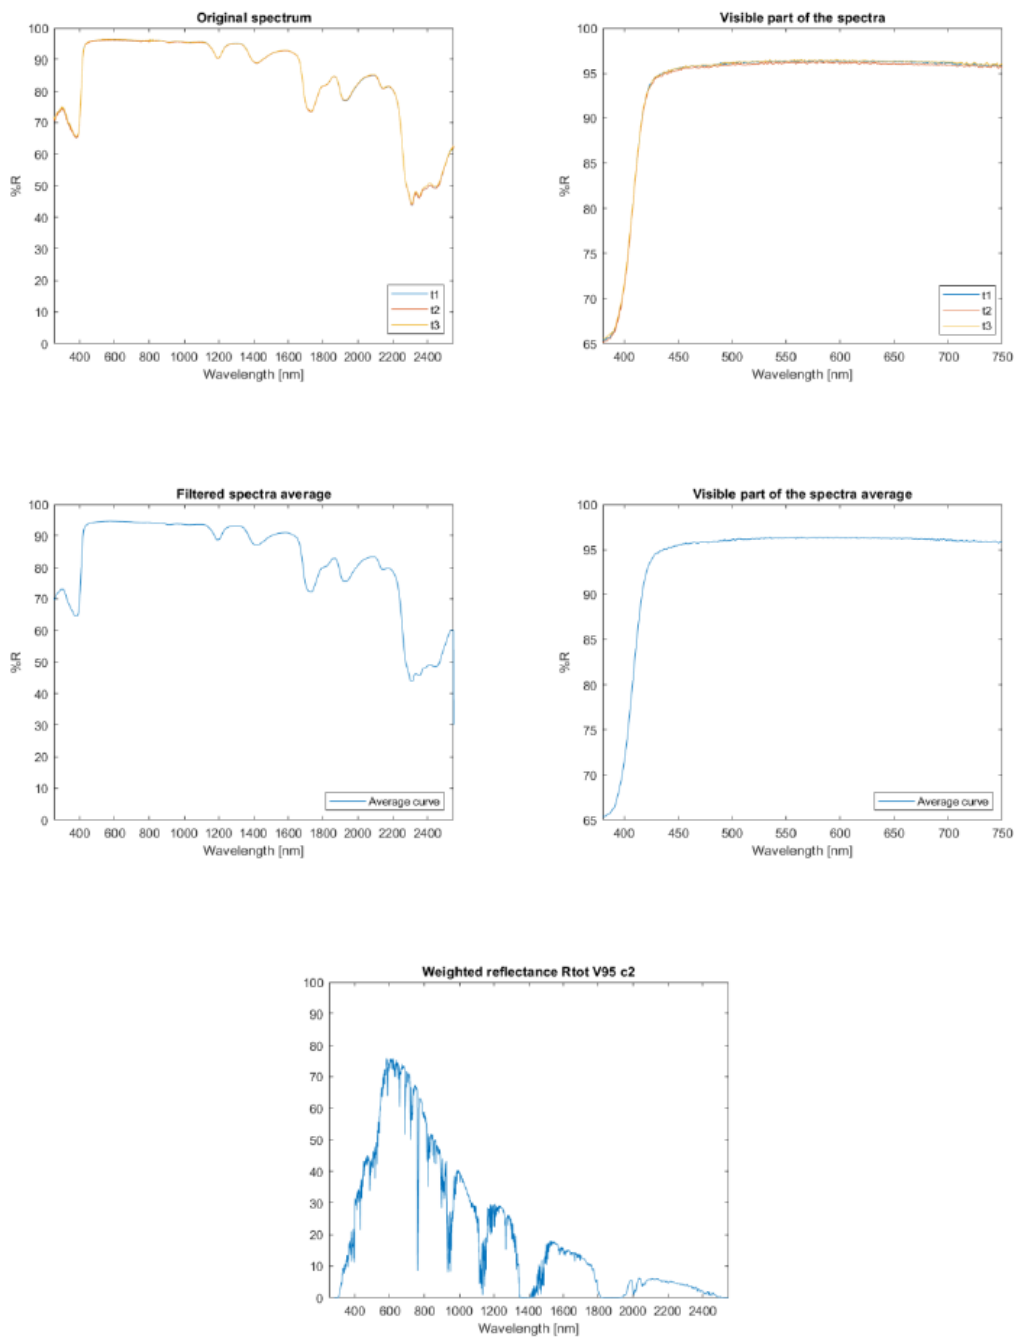 Original spectrum
100
90
80
70
60
50
40
30
20
10
0
%R
t1
t2
t3
400 600 800 1000 1200 1400 1600 1800 2000 2200 2400
Wavelength [nm]
Visible part of the spectra
100
95
90
85
80
75
70
65
%R
t1
t2
t3
400 450 500 550 600 650 700 750
Wavelength [nm]
Filtered spectra average
100
90
80
70
60
50
40
30
20
10
0
%R
Average curve
400 600 800 1000 1200 1400 1600 1800 2000 2200 2400
Wavelength [nm]
Visible part of the spectra average
100
95
90
85
80
75
70
65
%R
Average curve
400 450 500 550 600 650 700 750
Wavelength [nm]
Weighted reflectance Rtot V95 c2
100
90
80
70
60
50
40
30
20
10
0
400 600 800 1000 1200 1400 1600 1800 2000 2200 2400
Wavelength [nm]